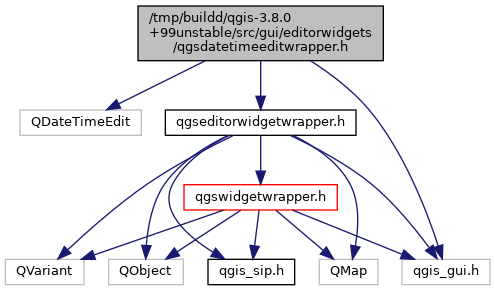 /tmp/buildd/qgis-3.8.0
+99unstable/src/gui/editorwidgets
/qgsdatetimeeditwrapper.h
QDateTimeEdit
qgseditorwidgetwrapper.h
qgswidgetwrapper.h
QVariant
QObject
qgis_sip.h
QMap
qgis_gui.h